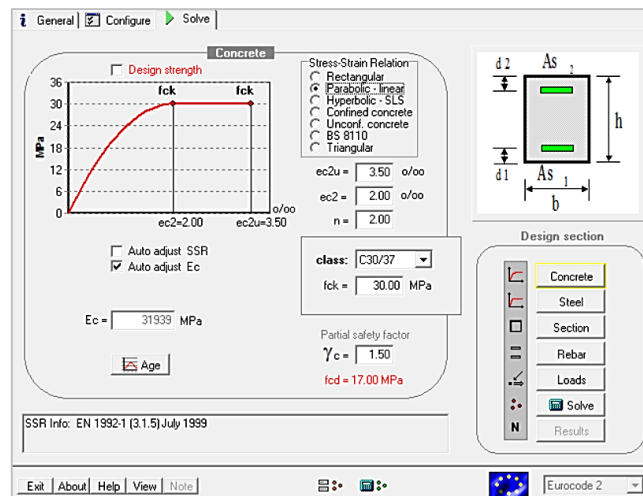 General
Configure
Solve
Concrete
Design strength
fck
fck
36
30
24
18
12
6
0
MPa
o/oo
ec2=2.00
ec2u=3.50
Auto adjust SSR
Auto adjust Ec
Ec = 31939 MPa
Age
Stress-Strain Relation
Rectangular
Parabolic - linear
Hyperbolic - SLS
Confined concrete
Unconf. concrete
BS 8110
Triangular
ec2u = 3.50 o/oo
ec2 = 2.00 o/oo
n = 2.00
class: C30/37
fck = 30.00 MPa
Partial safety factor
γc = 1.50
fcd = 17.00 MPa
d 2
As 2
h
d1
As 1
b
Design section
Concrete
Steel
Section
Rebar
Loads
Solve
N
Results
SSR Info: EN 1992-1 (3.1.5) July 1999
Exit
About
Help
View
Note
Eurocode 2